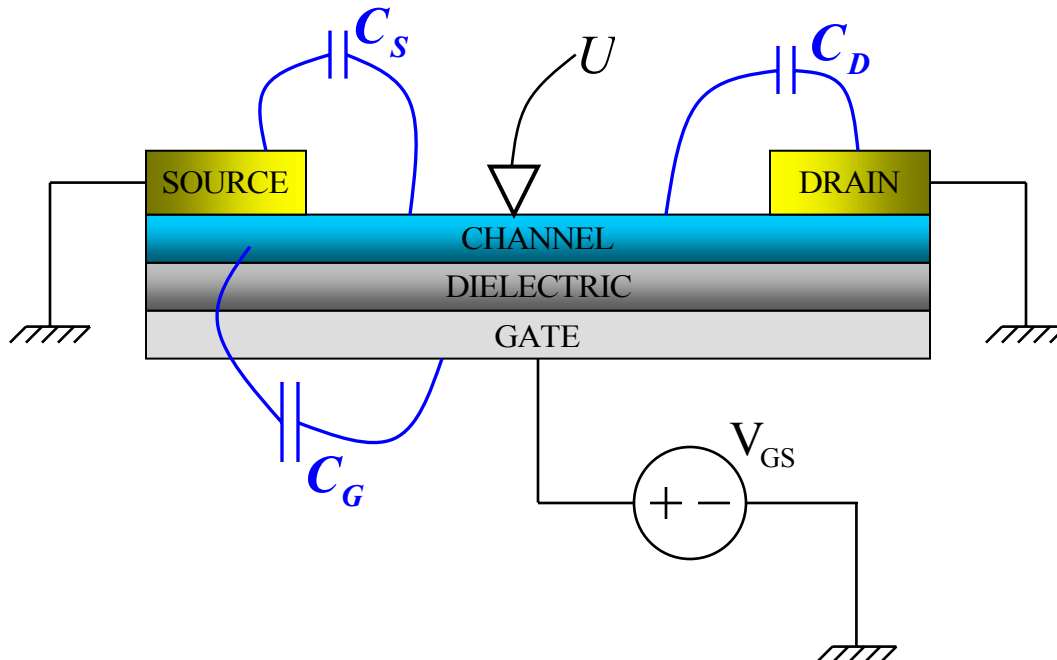 C_S
U
C_D
SOURCE
DRAIN
CHANNEL
DIELECTRIC
GATE
C_G
V_GS
+ −